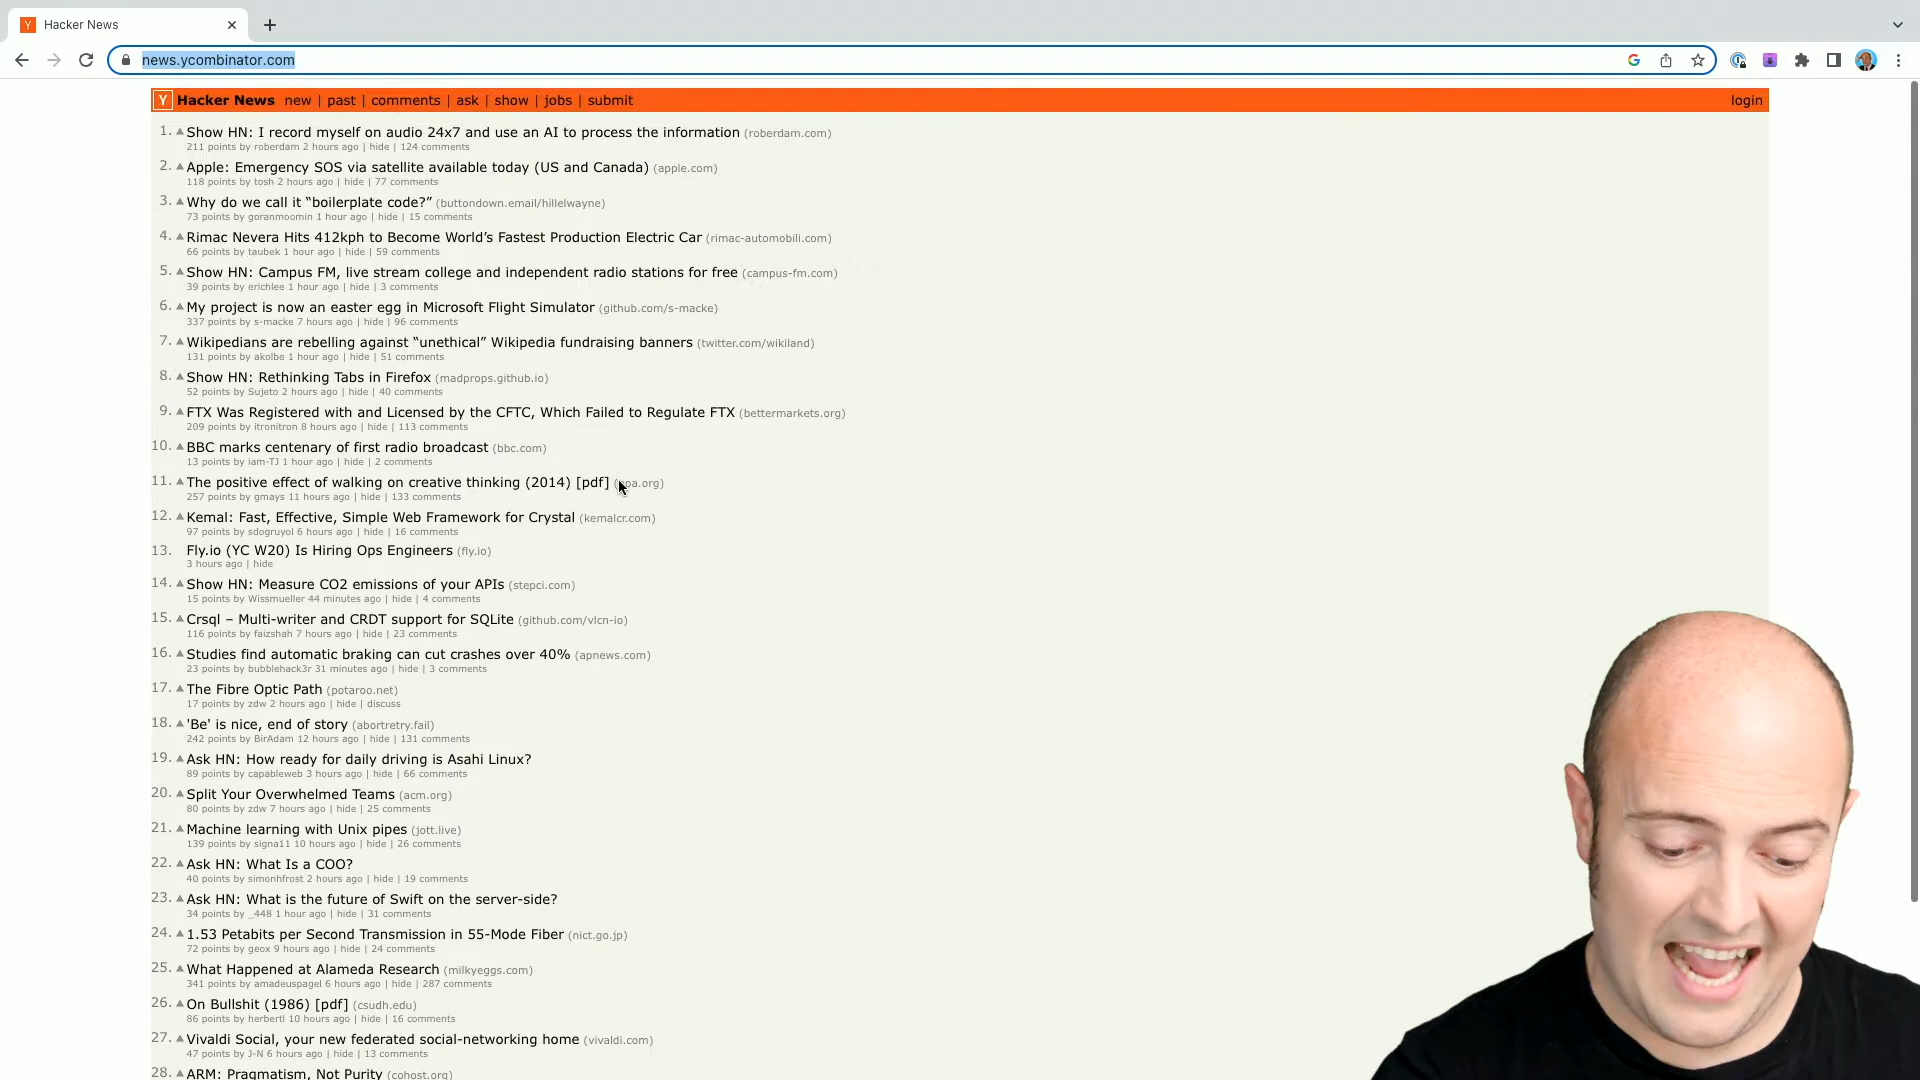 Hacker News
news.ycombinator.com
Y Hacker News new | past | comments | ask | show | jobs | submit login
1. Show HN: I record myself on audio 24x7 and use an AI to process the information (roberdam.com)
211 points by roberdam 2 hours ago | hide | 124 comments
2. Apple: Emergency SOS via satellite available today (US and Canada) (apple.com)
118 points by tosh 2 hours ago | hide | 77 comments
3. Why do we call it “boilerplate code?” (buttondown.email/hillelwayne)
73 points by goranmoomin 1 hour ago | hide | 15 comments
4. Rimac Nevera Hits 412kph to Become World’s Fastest Production Electric Car (rimac-automobili.com)
66 points by taubek 1 hour ago | hide | 59 comments
5. Show HN: Campus FM, live stream college and independent radio stations for free (campus-fm.com)
39 points by erichlee 1 hour ago | hide | 3 comments
6. My project is now an easter egg in Microsoft Flight Simulator (github.com/s-macke)
337 points by s-macke 7 hours ago | hide | 96 comments
7. Wikipedians are rebelling against “unethical” Wikipedia fundraising banners (twitter.com/wikiland)
131 points by akolbe 1 hour ago | hide | 51 comments
8. Show HN: Rethinking Tabs in Firefox (madprops.github.io)
52 points by Sujeto 2 hours ago | hide | 40 comments
9. FTX Was Registered with and Licensed by the CFTC, Which Failed to Regulate FTX (bettermarkets.org)
209 points by itronitron 8 hours ago | hide | 113 comments
10. BBC marks centenary of first radio broadcast (bbc.com)
13 points by iam-TJ 1 hour ago | hide | 2 comments
11. The positive effect of walking on creative thinking (2014) [pdf]
257 points by gmays 11 hours ago | hide | 133 comments
12. Kemal: Fast, Effective, Simple Web Framework for Crystal (kemalcr.com)
97 points by sdogruyol 6 hours ago | hide | 16 comments
13. Fly.io (YC W20) Is Hiring Ops Engineers (fly.io)
3 hours ago | hide
14. Show HN: Measure CO2 emissions of your APIs (stepci.com)
15 points by Wissmueller 44 minutes ago | hide | 4 comments
15. Crsql – Multi-writer and CRDT support for SQLite (github.com/vlcn-io)
116 points by faizshah 7 hours ago | hide | 23 comments
16. Studies find automatic braking can cut crashes over 40% (apnews.com)
23 points by bubblehack3r 31 minutes ago | hide | 3 comments
17. The Fibre Optic Path (potaroo.net)
17 points by zdw 2 hours ago | hide | discuss
18. 'Be' is nice, end of story (abortretry.fail)
242 points by BirAdam 12 hours ago | hide | 131 comments
19. Ask HN: How ready for daily driving is Asahi Linux?
89 points by capableweb 3 hours ago | hide | 66 comments
20. Split Your Overwhelmed Teams (acm.org)
80 points by zdw 7 hours ago | hide | 25 comments
21. Machine learning with Unix pipes (jott.live)
139 points by signa11 10 hours ago | hide | 26 comments
22. Ask HN: What Is a COO?
40 points by simonhfrost 2 hours ago | hide | 19 comments
23. Ask HN: What is the future of Swift on the server-side?
34 points by _448 1 hour ago | hide | 31 comments
24. 1.53 Petabits per Second Transmission in 55-Mode Fiber (nict.go.jp)
72 points by geox 9 hours ago | hide | 24 comments
25. What Happened at Alameda Research (milkyeggs.com)
341 points by amadeuspagel 6 hours ago | hide | 287 comments
26. On Bullshit (1986) [pdf] (csudh.edu)
86 points by herbertl 10 hours ago | hide | 16 comments
27. Vivaldi Social, your new federated social-networking home (vivaldi.com)
47 points by J-N 6 hours ago | hide | 13 comments
28. ARM: Pragmatism, Not Purity (cohost.org)